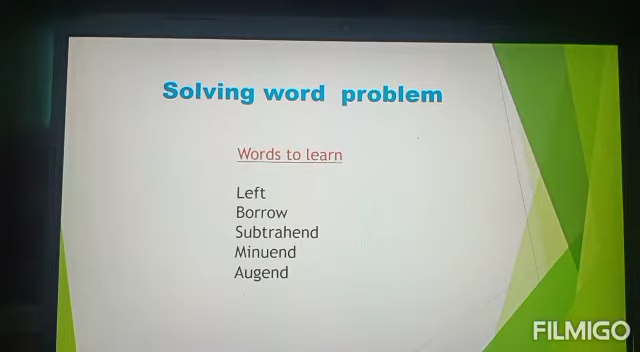 Solving word problem
Words to learn
Left
Borrow
Subtrahend
Minuend
Augend
FILMIGO